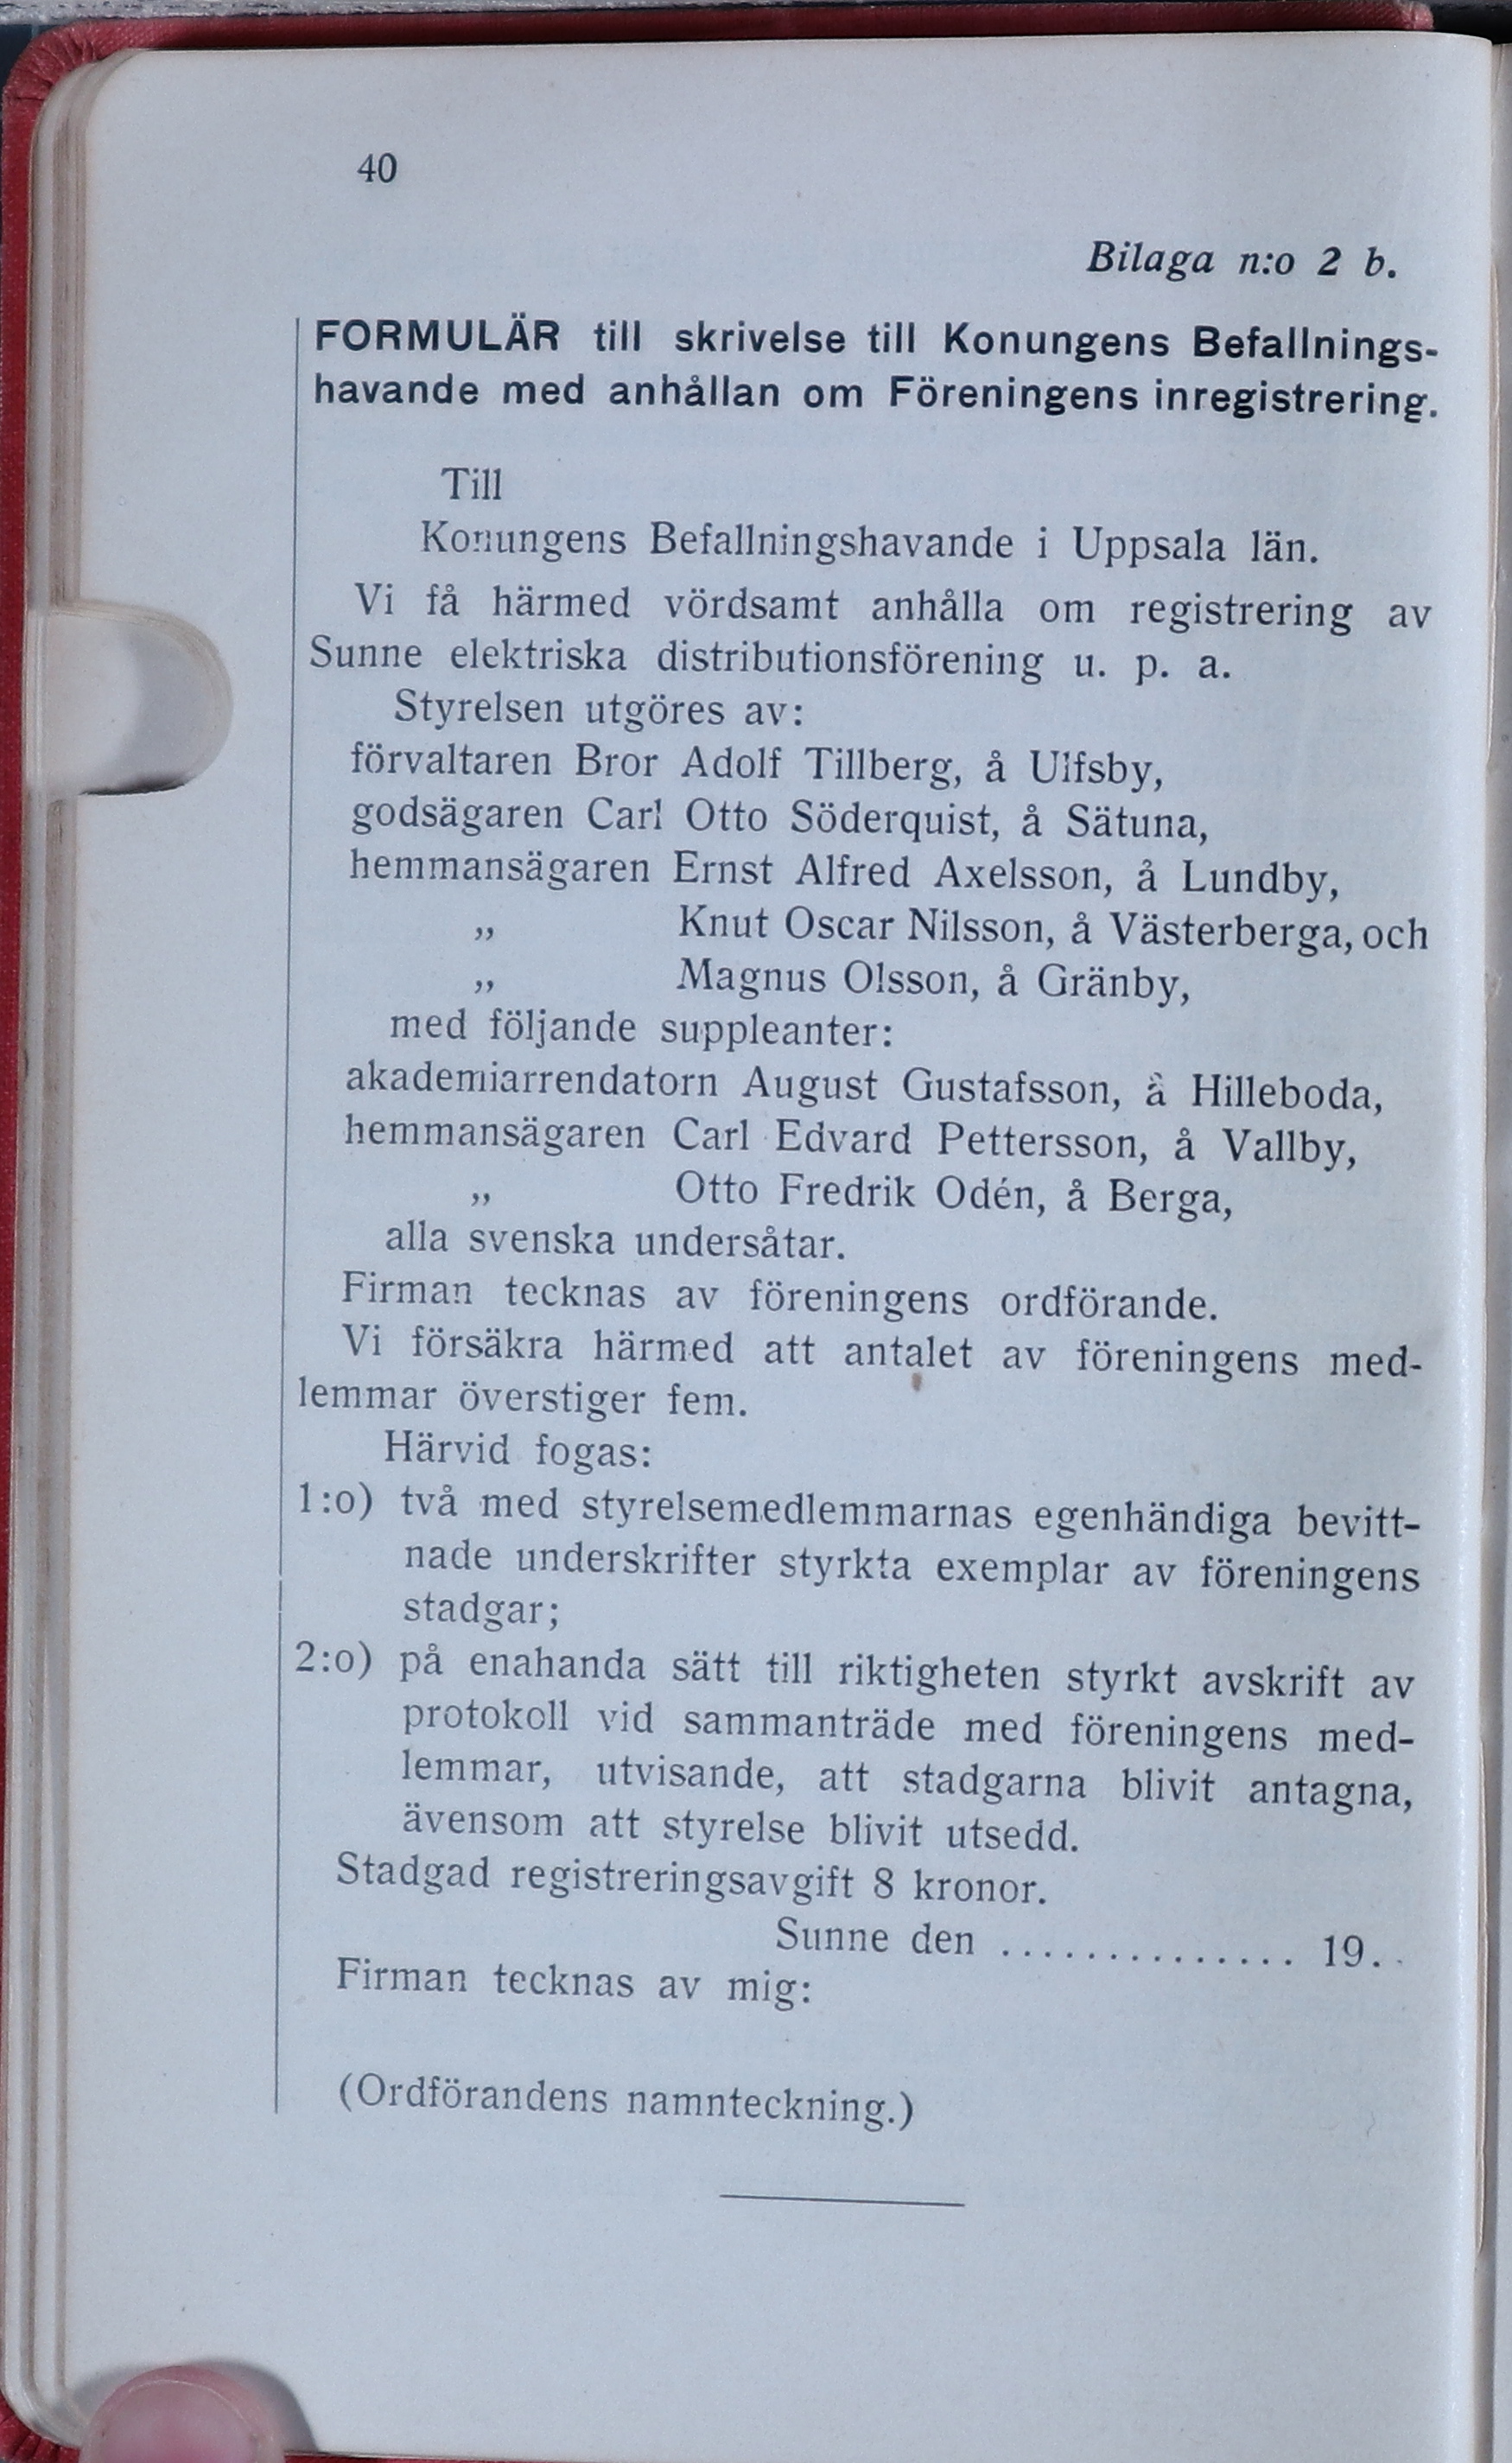 40
Bilaga n:o 2 b.
FORMULÄR till skrivelse till Konungens Befallnings-
havande med anhållan om Föreningens inregistrering.
Till
Konungens Befallningshavande i Uppsala län.
Vi få härmed vördsamt anhålla om registrering av
Sunne elektriska distributionsförening u. p. a.
Styrelsen utgöres av:
förvaltaren Bror Adolf Tillberg, å Ulfsby,
godsägaren Carl Otto Söderquist, å Sätuna,
hemmansägaren Ernst Alfred Axelsson, å Lundby,
„ Knut Oscar Nilsson, å Västerberga, och
„ Magnus Olsson, å Gränby,
med följande suppleanter:
akademiarrendatorn August Gustafsson, å Hilleboda,
hemmansägaren Carl Edvard Pettersson, å Vallby,
„ Otto Fredrik Odén, å Berga,
alla svenska undersåtar.
Firman tecknas av föreningens ordförande.
Vi försäkra härmed att antalet av föreningens med-
lemmar överstiger fem.
Härvid fogas:
1:o) två med styrelsemedlemmarnas egenhändiga bevitt-
nade underskrifter styrkta exemplar av föreningens
stadgar;
2:o) på enahanda sätt till riktigheten styrkt avskrift av
protokoll vid sammanträde med föreningens med-
lemmar, utvisande, att stadgarna blivit antagna,
ävensom att styrelse blivit utsedd.
Stadgad registreringsavgift 8 kronor.
Sunne den .............. 19..
Firman tecknas av mig:
(Ordförandens namnteckning.)